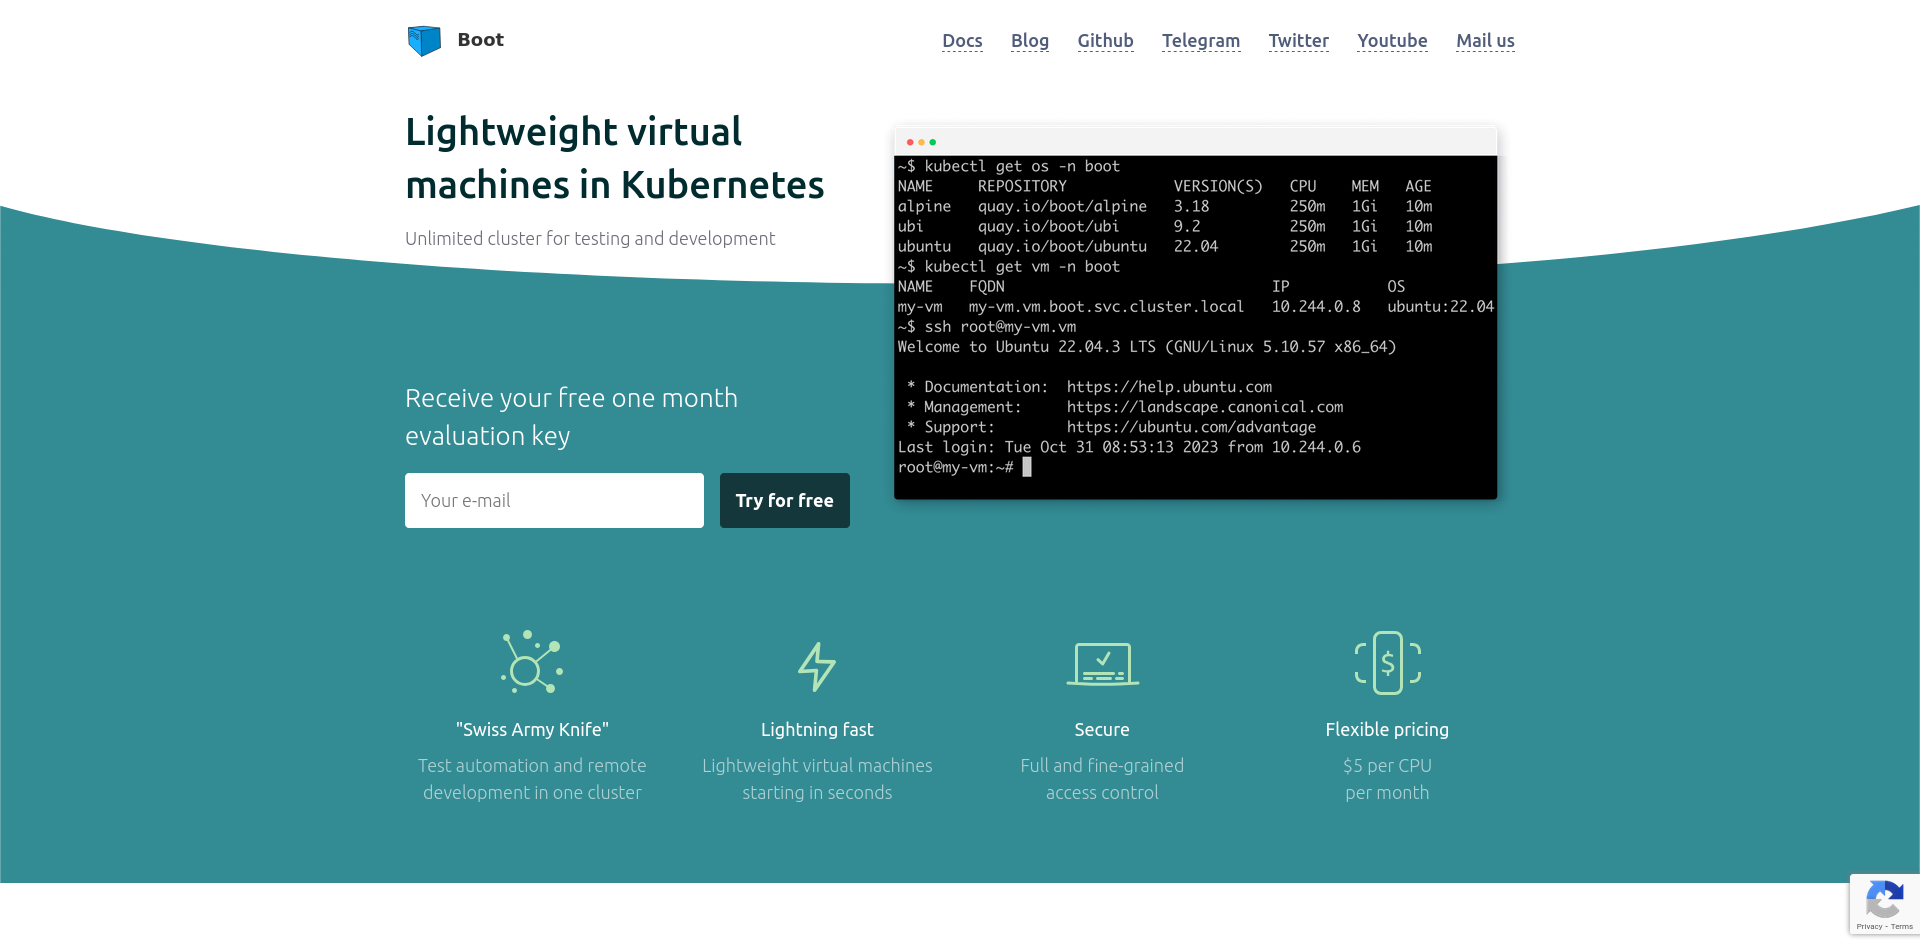 Boot
Docs Blog Github Telegram Twitter Youtube Mail us
Lightweight virtual
machines in Kubernetes
Unlimited cluster for testing and development
Receive your free one month
evaluation key
Your e-mail
Try for free
~$ kubectl get os -n boot
NAME REPOSITORY VERSION(S) CPU MEM AGE
alpine quay.io/boot/alpine 3.18 250m 1Gi 10m
ubi quay.io/boot/ubi 9.2 250m 1Gi 10m
ubuntu quay.io/boot/ubuntu 22.04 250m 1Gi 10m
~$ kubectl get vm -n boot
NAME FQDN IP OS
my-vm my-vm.vm.boot.svc.cluster.local 10.244.0.8 ubuntu:22.04
~$ ssh root@my-vm.vm
Welcome to Ubuntu 22.04.3 LTS (GNU/Linux 5.10.57 x86_64)
* Documentation: https://help.ubuntu.com
* Management: https://landscape.canonical.com
* Support: https://ubuntu.com/advantage
Last login: Tue Oct 31 08:53:13 2023 from 10.244.0.6
root@my-vm:~#
"Swiss Army Knife"
Test automation and remote
development in one cluster
Lightning fast
Lightweight virtual machines
starting in seconds
Secure
Full and fine-grained
access control
$
Flexible pricing
$5 per CPU
per month
Privacy - Terms